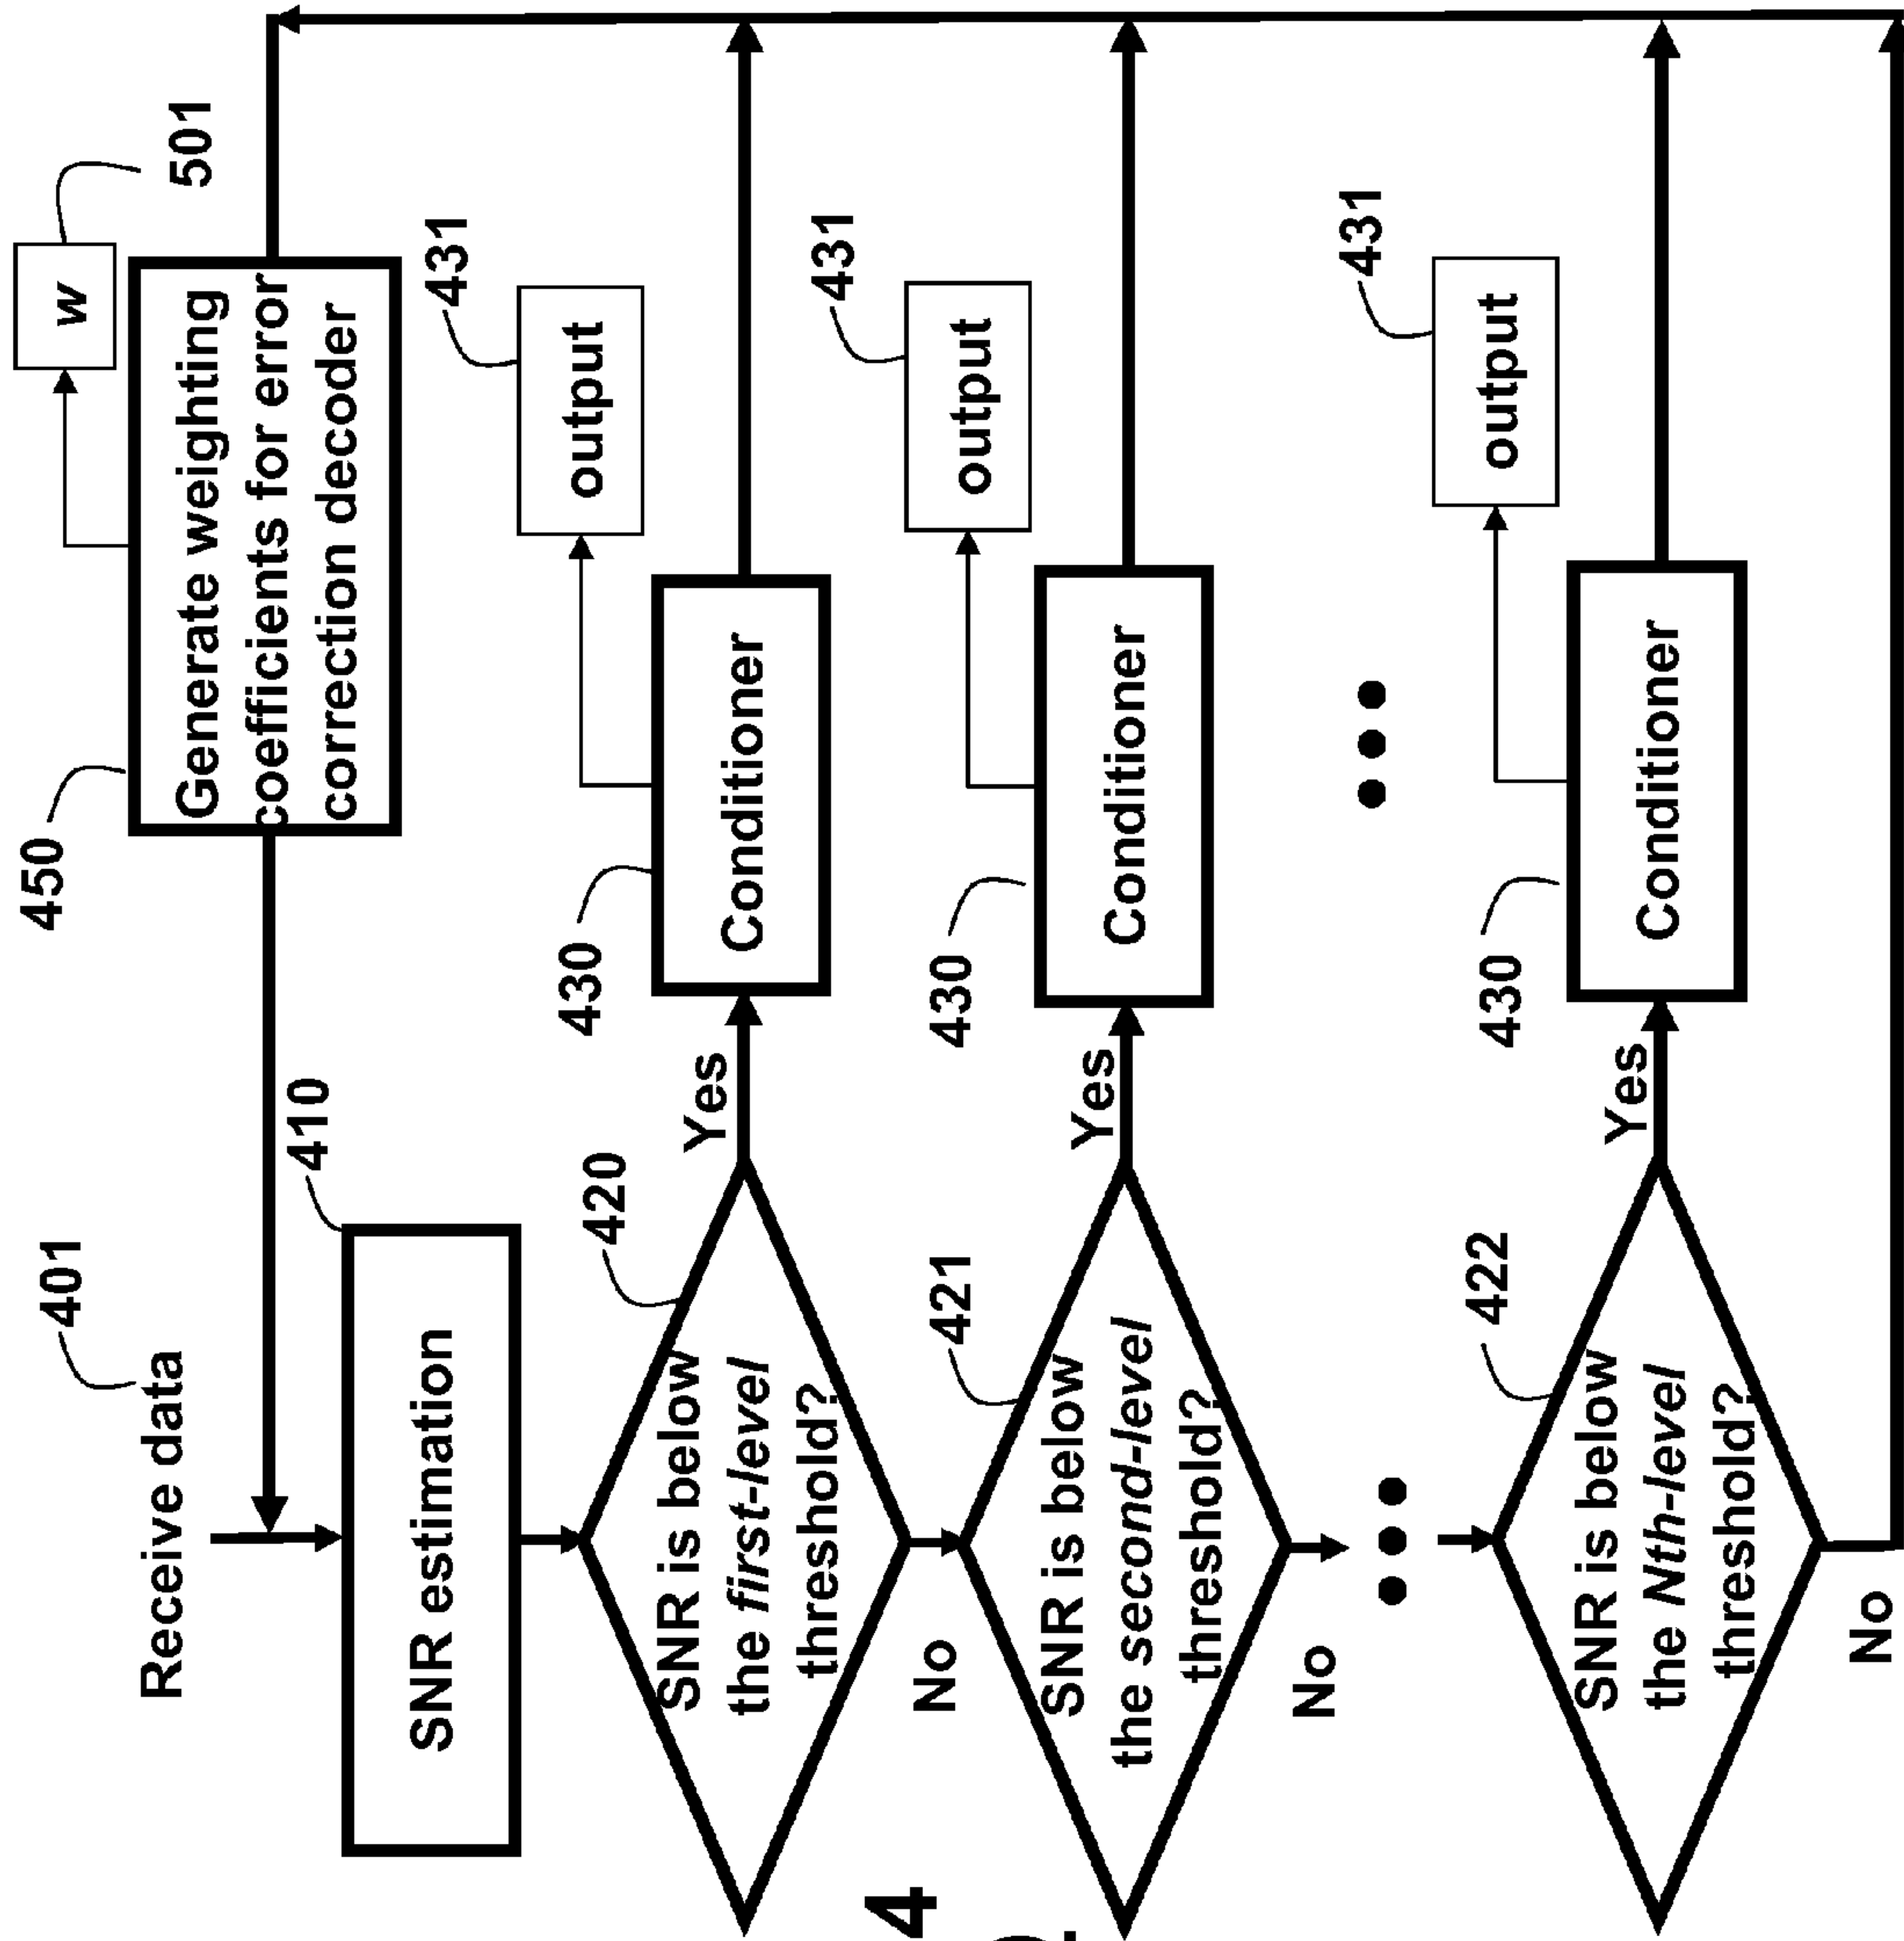 401
Receive data
450
Generate weighting
coefficients for error
correction decoder
w
501
410
SNR estimation
420
SNR is below
the first-level
threshold?
Yes
430
Conditioner
output
431
No
421
SNR is below
the second-level
threshold?
Yes
430
Conditioner
output
431
No
422
SNR is below
the Nth-level
threshold?
Yes
430
Conditioner
output
431
No
4